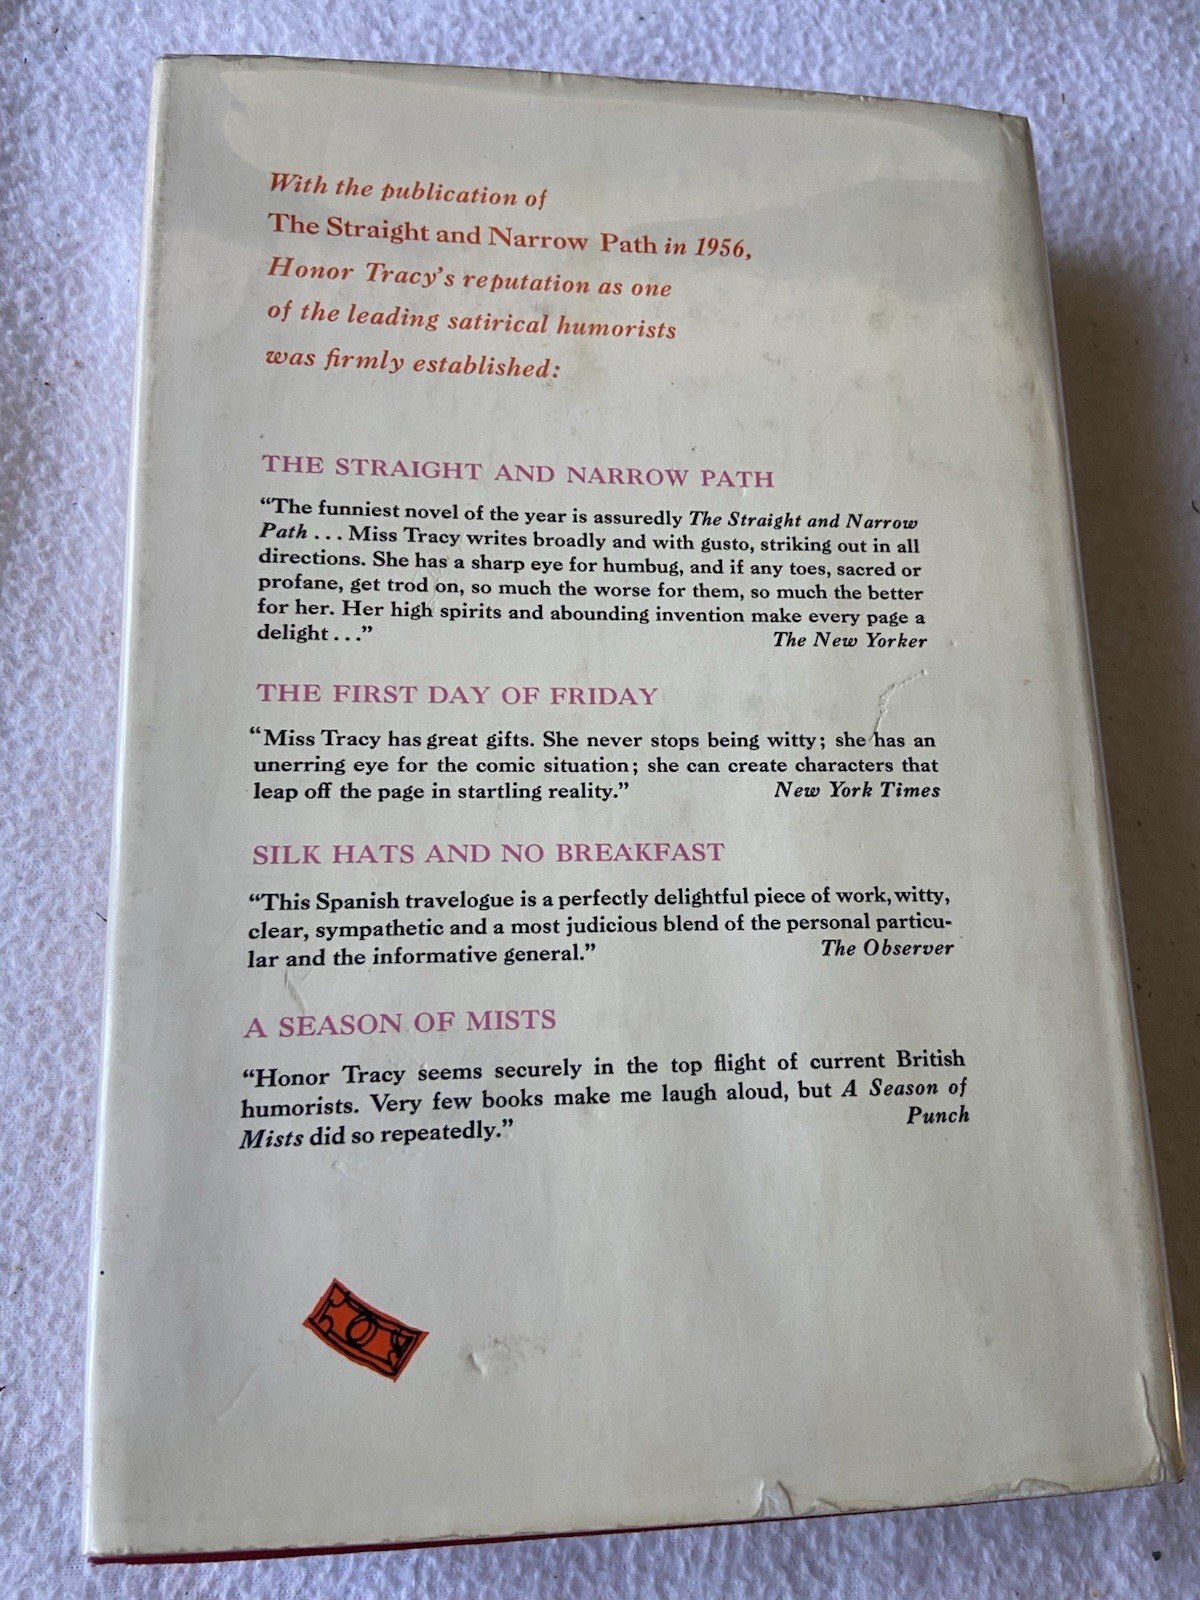 With the publication of
The Straight and Narrow Path in 1956,
Honor Tracy's reputation as one
of the leading satirical humorists
was firmly established:
THE STRAIGHT AND NARROW PATH
“The funniest novel of the year is assuredly The Straight and Narrow
Path . . . Miss Tracy writes broadly and with gusto, striking out in all
directions. She has a sharp eye for humbug, and if any toes, sacred or
profane, get trod on, so much the worse for them, so much the better
for her. Her high spirits and abounding invention make every page a
delight . . .” The New Yorker
THE FIRST DAY OF FRIDAY
“Miss Tracy has great gifts. She never stops being witty; she has an
unerring eye for the comic situation; she can create characters that
leap off the page in startling reality.” New York Times
SILK HATS AND NO BREAKFAST
“This Spanish travelogue is a perfectly delightful piece of work, witty,
clear, sympathetic and a most judicious blend of the personal particu-
lar and the informative general.” The Observer
A SEASON OF MISTS
“Honor Tracy seems securely in the top flight of current British
humorists. Very few books make me laugh aloud, but A Season of
Mists did so repeatedly.” Punch